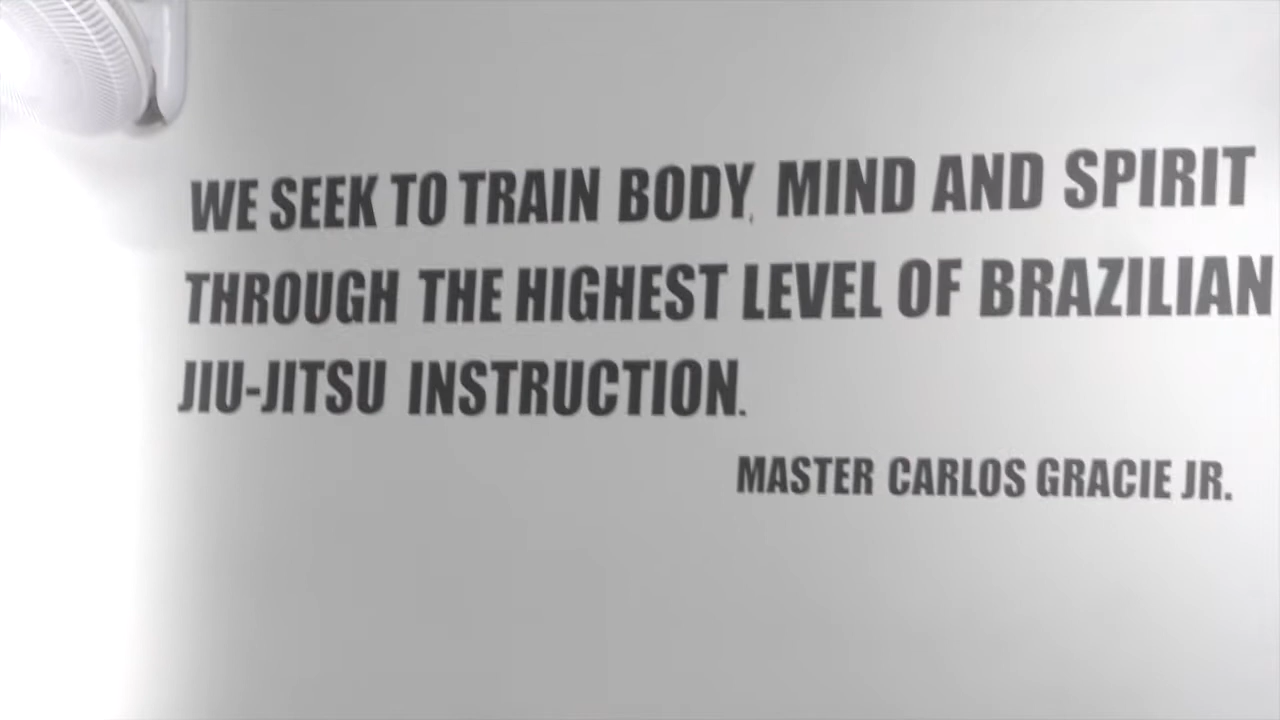 WE SEEK TO TRAIN BODY, MIND AND SPIRIT
THROUGH THE HIGHEST LEVEL OF BRAZILIAN
JIU-JITSU INSTRUCTION.
MASTER CARLOS GRACIE JR.